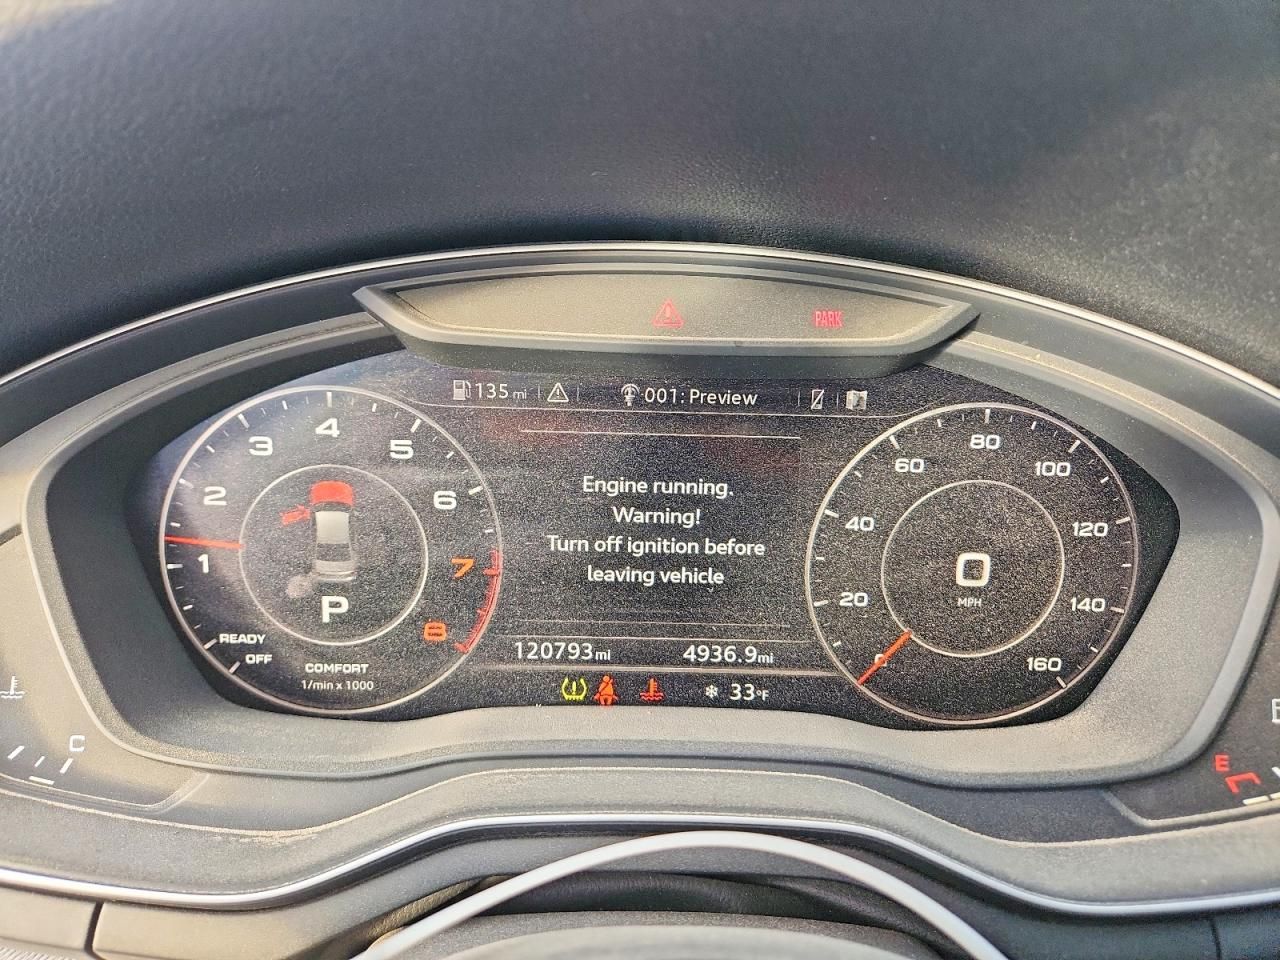 PARK
135 mi
001: Preview
Engine running.
Warning!
Turn off ignition before
leaving vehicle
120793 mi
4936.9 mi
33°F
1
2
3
4
5
6
7
8
P
READY
OFF
COMFORT
1/min x 1000
0
20
40
60
80
100
120
140
160
0
MPH
C
E